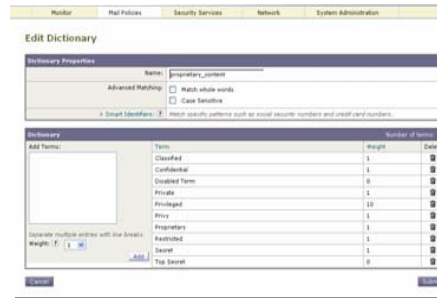 Monitor Mail Policies Security Services Network System Administration
Edit Dictionary
Dictionary Properties
Name: proprietary_content
Advanced Matching: Match whole words
Case Sensitive
Smart Identifiers: ? Match specific patterns such as social security numbers and credit card numbers.
Dictionary Number of terms:
Add Terms: Term Weight Dele
Classified 1
Confidential 1
Disabled Term 0
Private 1
Privileged 10
Privy 1
Proprietary 1
Restricted 1
Secret 1
Top Secret
Separate multiple entries with line breaks.
Weight: ? 1
Add
Cancel Subm